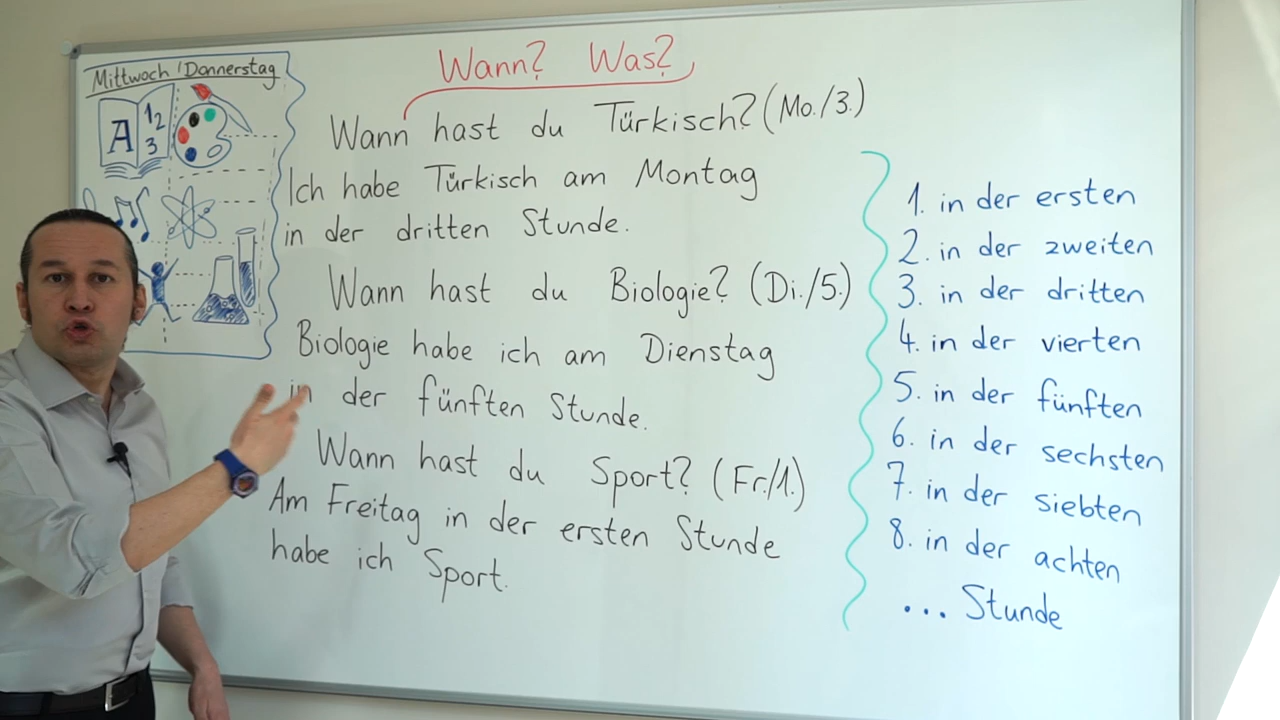 Wann? Was?
Mittwoch/Donnerstag
A 1 2 3
Wann hast du Türkisch? (Mo./3.)
Ich habe Türkisch am Montag
in der dritten Stunde.
Wann hast du Biologie? (Di./5.)
Biologie habe ich am Dienstag
in der fünften Stunde.
Wann hast du Sport? (Fr./1.)
Am Freitag in der ersten Stunde
habe ich Sport.
1. in der ersten
2. in der zweiten
3. in der dritten
4. in der vierten
5. in der fünften
6. in der sechsten
7. in der siebten
8. in der achten
... Stunde